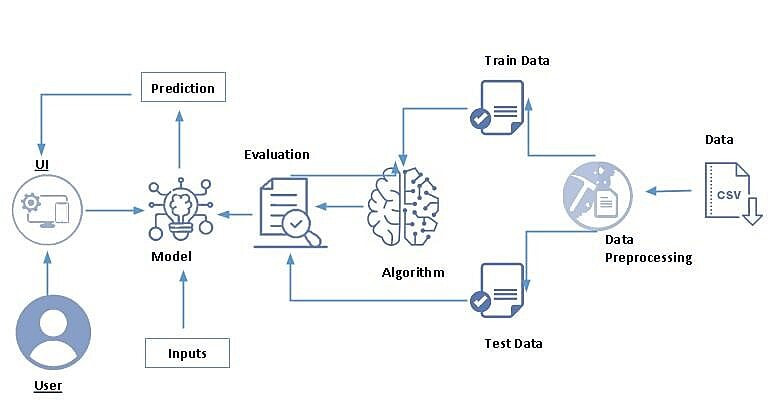 Train Data
Prediction
Data
Evaluation
UI
CSV
Model
Data
Preprocessing
Algorithm
Test Data
Inputs
User